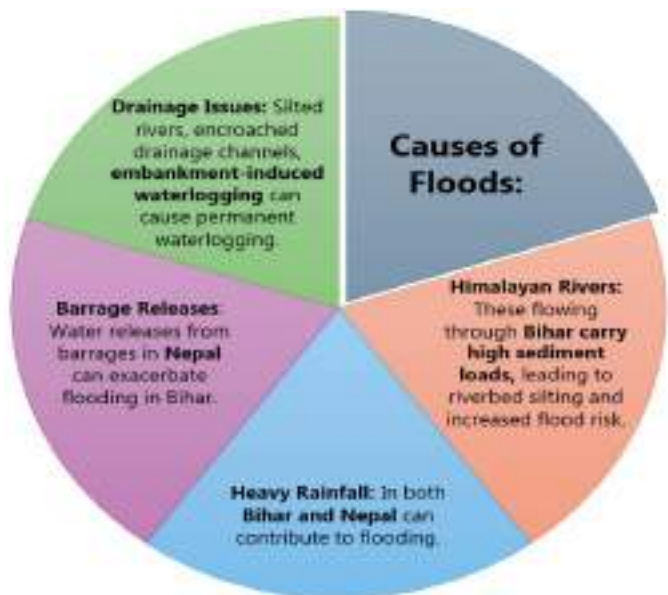 Causes of
Floods:
Himalayan Rivers:
These flowing
through Bihar carry
high sediment
loads, leading to
riverbed silting and
increased flood risk.
Heavy Rainfall: In both
Bihar and Nepal can
contribute to flooding.
Barrage Releases:
Water releases from
barrages in Nepal
can exacerbate
flooding in Bihar.
Drainage Issues: Silted
rivers, encroached
drainage channels,
embankment-induced
waterlogging can
cause permanent
waterlogging.